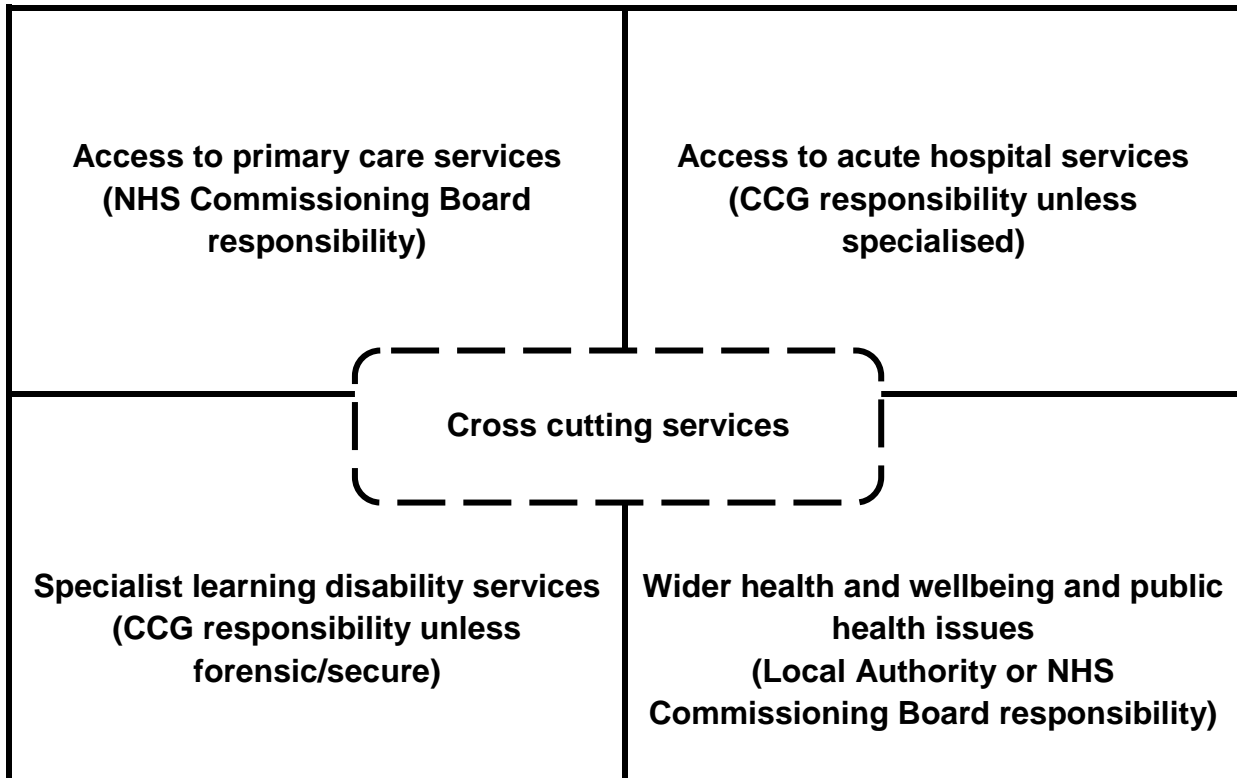 Access to primary care services
(NHS Commissioning Board
responsibility)
Access to acute hospital services
(CCG responsibility unless
specialised)
Cross cutting services
Specialist learning disability services
(CCG responsibility unless
forensic/secure)
Wider health and wellbeing and public
health issues
(Local Authority or NHS
Commissioning Board responsibility)